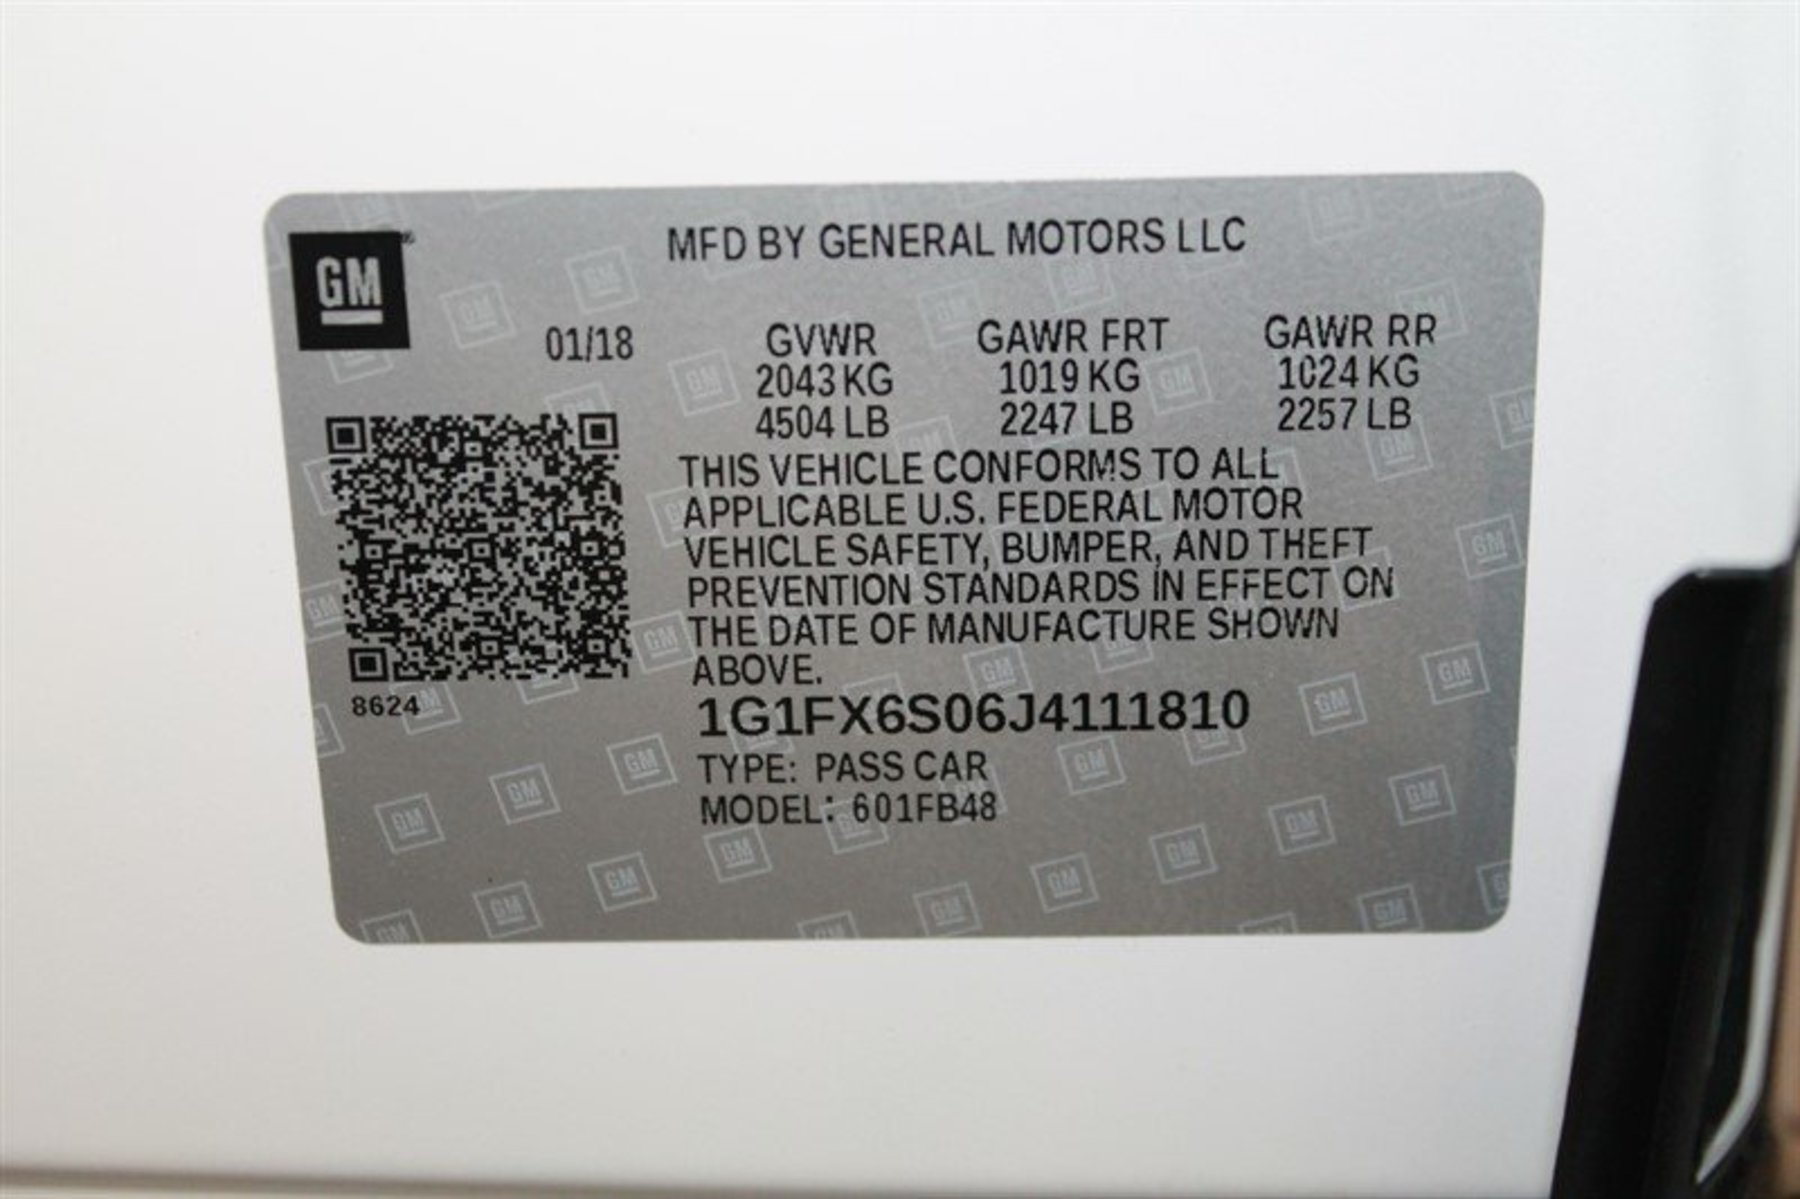 GM
MFD BY GENERAL MOTORS LLC
01/18
GVWR GAWR FRT GAWR RR
2043 KG 1019 KG 1024 KG
4504 LB 2247 LB 2257 LB
THIS VEHICLE CONFORMS TO ALL
APPLICABLE U.S. FEDERAL MOTOR
VEHICLE SAFETY, BUMPER, AND THEFT
PREVENTION STANDARDS IN EFFECT ON
THE DATE OF MANUFACTURE SHOWN
ABOVE.
8624
1G1FX6S06J4111810
TYPE: PASS CAR
MODEL: 601FB48